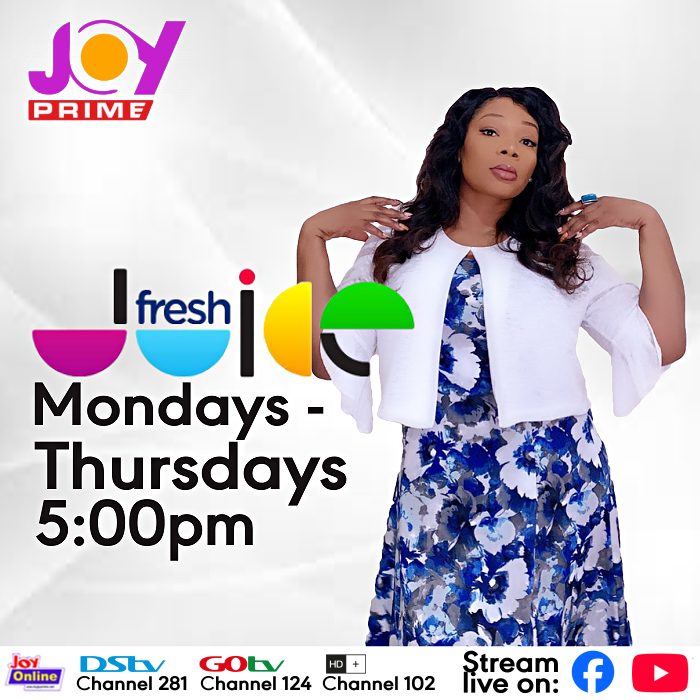 JOY
PRIME
fresh
Juice
Mondays -
Thursdays
5:00pm
Joy
Online
DStv
Channel 281
GOtv
Channel 124
HD +
Channel 102
Stream
live on: